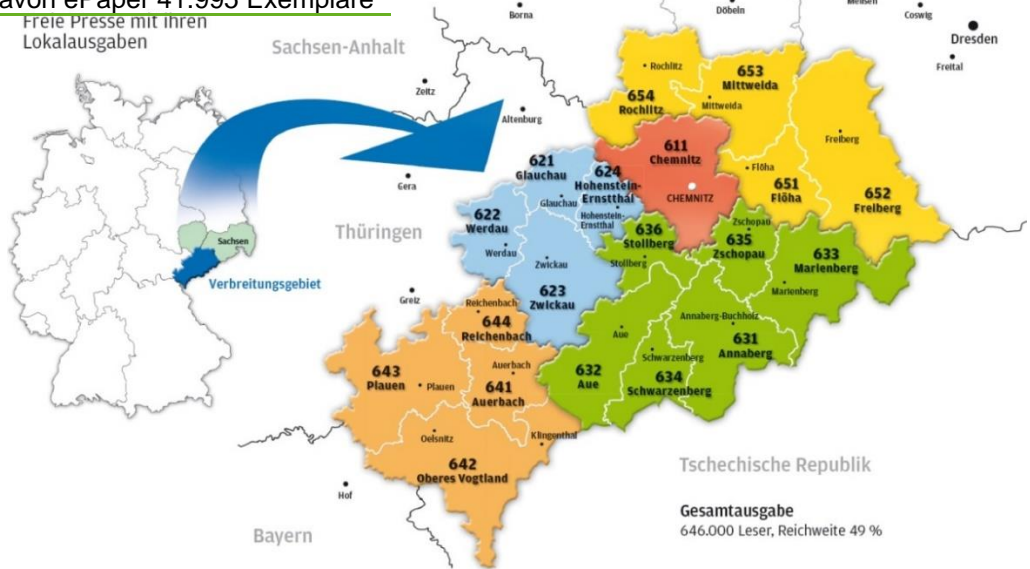 davon ePaper 41.995 Exemplare
Freie Presse mit ihren
Lokalausgaben
Borna
Döbeln
Coswig
Dresden
Freital
Sachsen-Anhalt
Zeitz
Altenburg
Gera
Thüringen
Greiz
Hof
Bayern
Sachsen
Verbreitungsgebiet
Rochlitz
654
Rochlitz
653
Mittweida
Mittweida
Freiberg
652
Freiberg
Flöha
651
Flöha
611
Chemnitz
CHEMNITZ
621
Glauchau
Glauchau
624
Hohenstein-
Ernstthal
Hohenstein-
Ernstthal
622
Werdau
Werdau
Zwickau
623
Zwickau
636
Stollberg
Stollberg
Zschopau
635
Zschopau
633
Marienberg
Marienberg
Annaberg-Buchholz
631
Annaberg
Aue
632
Aue
Schwarzenberg
634
Schwarzenberg
Reichenbach
644
Reichenbach
643
Plauen
Plauen
Auerbach
641
Auerbach
Oelsnitz
Klingenthal
642
Oberes Vogtland
Tschechische Republik
Gesamtausgabe
646.000 Leser, Reichweite 49 %